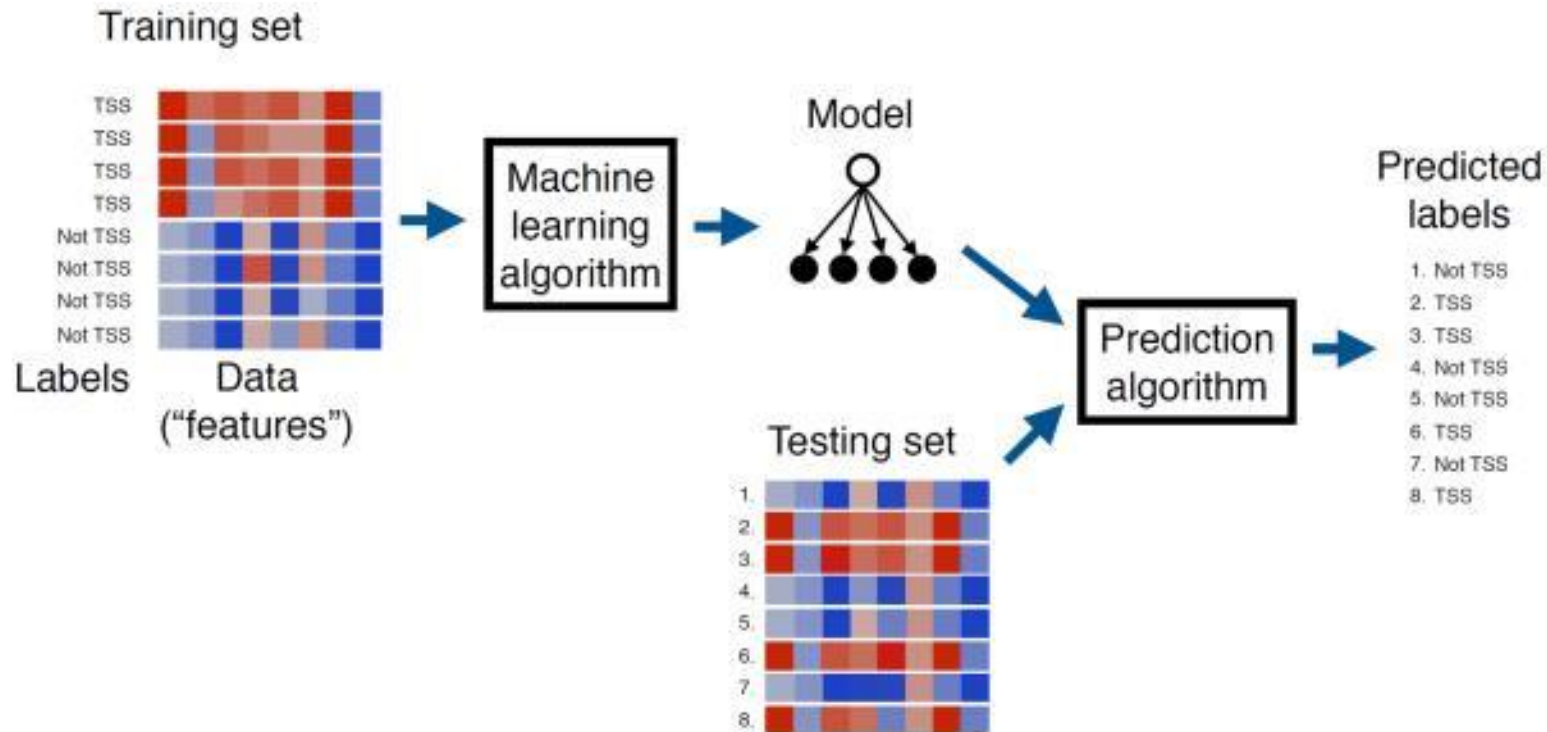 Training set
TSS
TSS
TSS
TSS
Not TSS
Not TSS
Not TSS
Not TSS
Labels
Data
(“features”)
Machine
learning
algorithm
Model
Testing set
1.
2.
3.
4.
5.
6.
7
8.
Prediction
algorithm
Predicted
labels
1. Not TSS
2. TSS
3. TSS
4. Not TSS
5. Not TSS
6. TSS
7. Not TSS
8. TSS